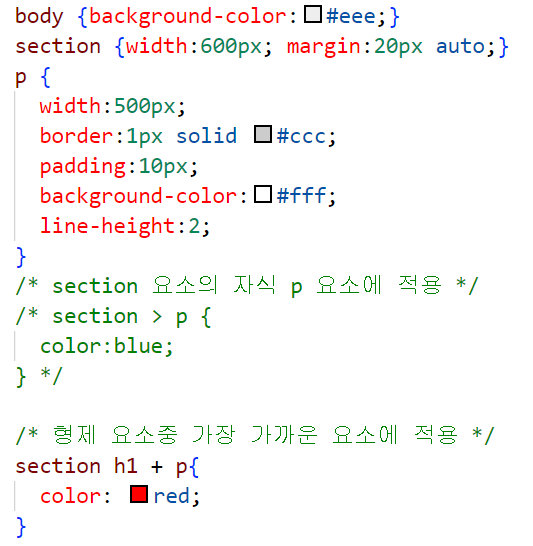 body {background-color:#eee;}
section {width:600px; margin:20px auto;}
p {
width:500px;
border:1px solid #ccc;
padding:10px;
background-color:#fff;
line-height:2;
}
/* section 요소의 자식 p 요소에 적용 */
/* section > p {
color:blue;
} */
/* 형제 요소중 가장 가까운 요소에 적용 */
section h1 + p{
color: red;
}